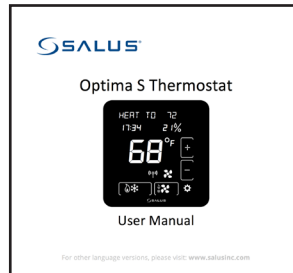 SALUS
Optima S Thermostat
HEAT TO 72
17:34 21%
68°F
+
−
SALUS
User Manual
For other language versions, please visit: www.salusinc.com